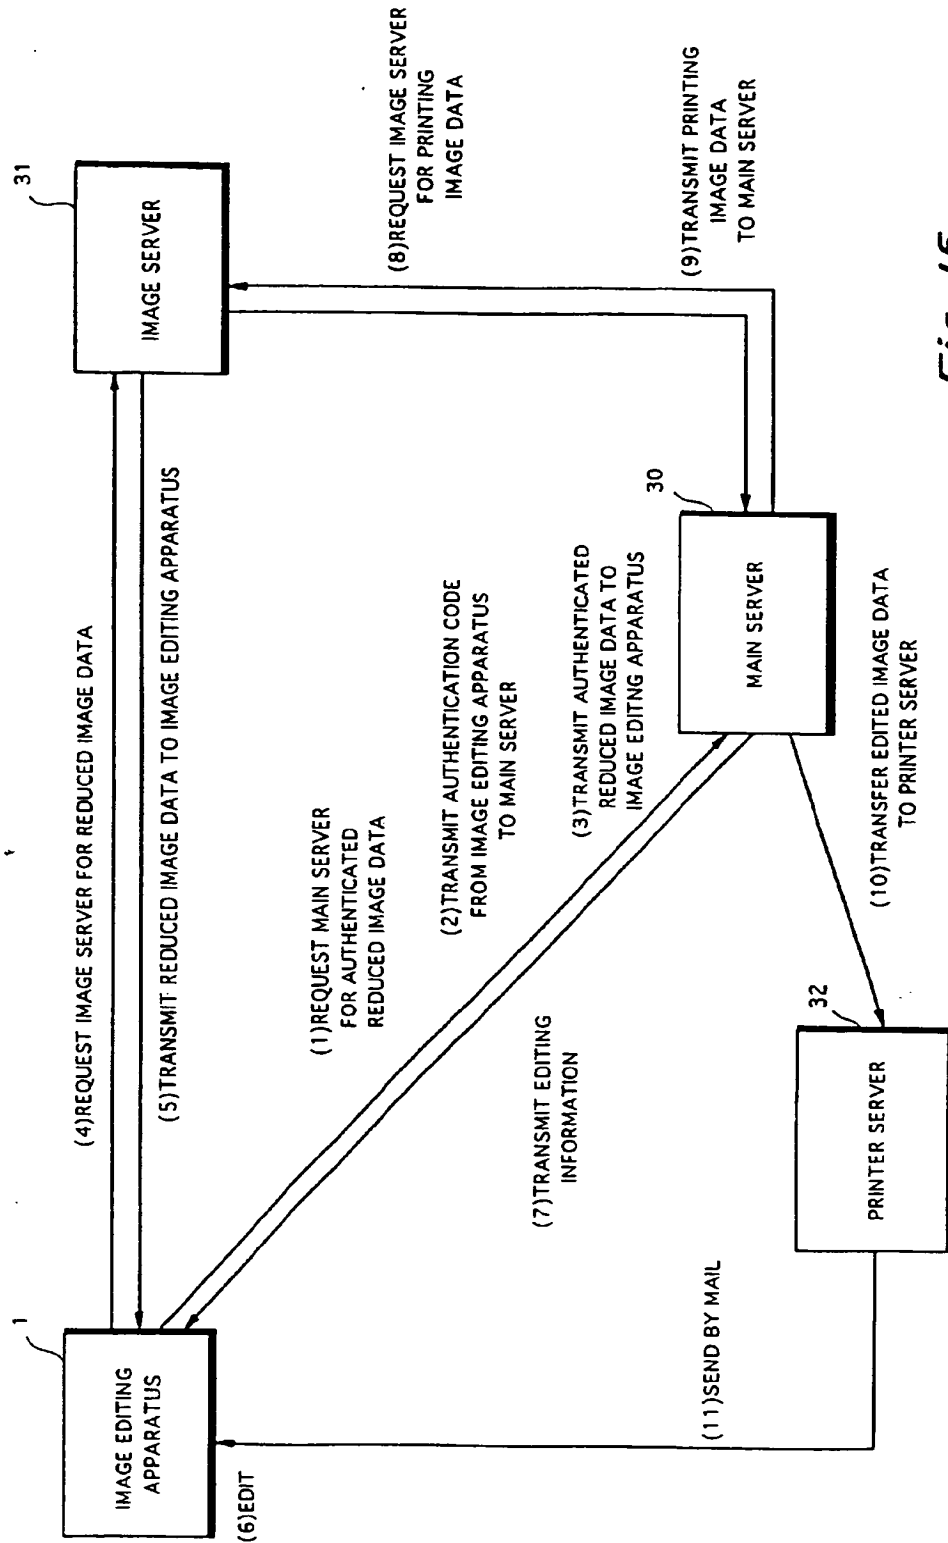 1
IMAGE EDITING
APPARATUS
(6)EDIT
(4)REQUEST IMAGE SERVER FOR REDUCED IMAGE DATA
(5)TRANSMIT REDUCED IMAGE DATA TO IMAGE EDITING APPARATUS
31
IMAGE SERVER
(1)REQUEST MAIN SERVER
FOR AUTHENTICATED
REDUCED IMAGE DATA
(2)TRANSMIT AUTHENTICATION CODE
FROM IMAGE EDITING APPARATUS
TO MAIN SERVER
(3)TRANSMIT AUTHENTICATED
REDUCED IMAGE DATA TO
IMAGE EDITNG APPARATUS
(7)TRANSMIT EDITING
INFORMATION
(8)REQUEST IMAGE SERVER
FOR PRINTING
IMAGE DATA
(9)TRANSMIT PRINTING
IMAGE DATA
TO MAIN SERVER
30
MAIN SERVER
(10)TRANSFER EDITED IMAGE DATA
TO PRINTER SERVER
32
PRINTER SERVER
(11)SEND BY MAIL